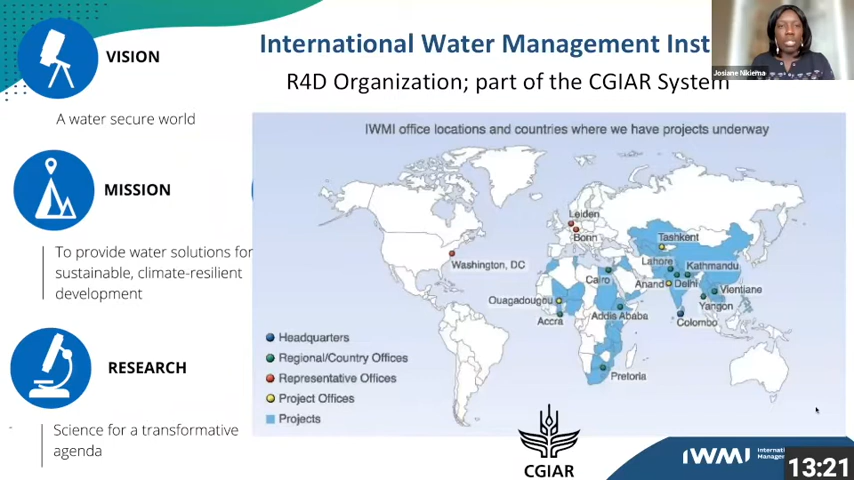 International Water Management Inst
Josiane Nkiema
R4D Organization; part of the CGIAR System
VISION
A water secure world
MISSION
To provide water solutions for
sustainable, climate-resilient
development
RESEARCH
Science for a transformative
agenda
IWMI office locations and countries where we have projects underway
Leiden
Bonn
Washington, DC
Tashkent
Lahore
Kathmandu
Cairo
Anand
Delhi
Vientiane
Yangon
Ouagadougou
Accra
Addis Ababa
Colombo
Pretoria
Headquarters
Regional/Country Offices
Representative Offices
Project Offices
Projects
CGIAR
IWMI
Internati
Manage
13:21